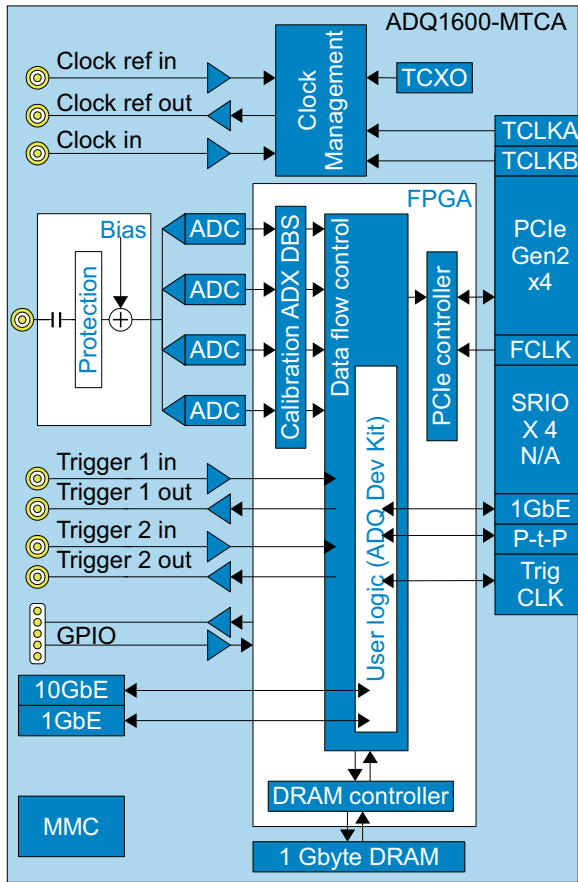 ADQ1600-MTCA
Clock ref in
Clock ref out
Clock in
Clock
Management
TCXO
TCLKA
TCLKB
FPGA
PCIe
Gen2
x4
Bias
Protection
ADC
ADC
ADC
ADC
Calibration ADX DBS
Data flow control
PCIe controller
FCLK
SRIO
X 4
N/A
Trigger 1 in
Trigger 1 out
Trigger 2 in
Trigger 2 out
User logic (ADQ Dev Kit)
1GbE
P-t-P
Trig
CLK
GPIO
10GbE
1GbE
DRAM controller
MMC
1 Gbyte DRAM